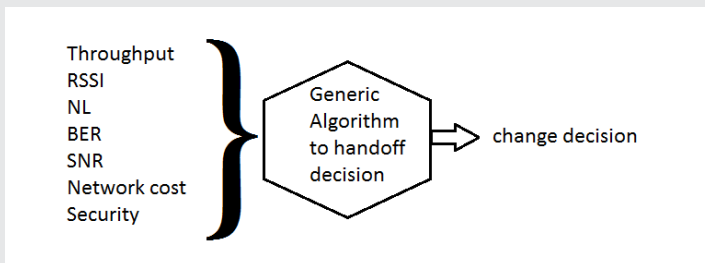 Throughput
RSSI
NL
BER
SNR
Network cost
Security
Generic
Algorithm
to handoff
decision
change decision